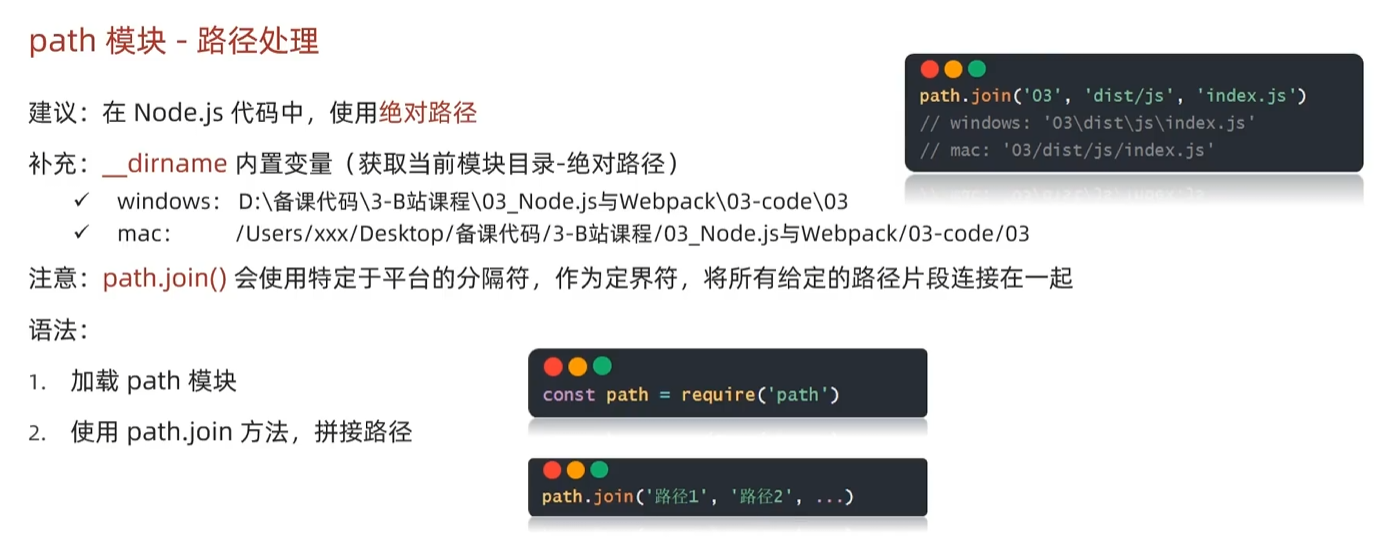 path 模块 - 路径处理
建议：在 Node.js 代码中，使用绝对路径
补充：__dirname 内置变量（获取当前模块目录-绝对路径）
✓ windows： D:\备课代码\3-B站课程\03_Node.js与Webpack\03-code\03
✓ mac： /Users/xxx/Desktop/备课代码/3-B站课程/03_Node.js与Webpack/03-code/03
注意：path.join() 会使用特定于平台的分隔符，作为定界符，将所有给定的路径片段连接在一起
语法：
1. 加载 path 模块
2. 使用 path.join 方法，拼接路径
path.join('03', 'dist/js', 'index.js')
// windows: '03\dist\js\index.js'
// mac: '03/dist/js/index.js'
const path = require('path')
path.join('路径1', '路径2', ...)